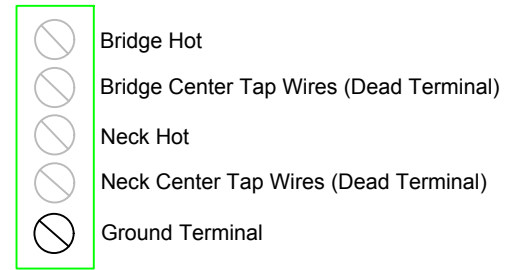 Bridge Hot
Bridge Center Tap Wires (Dead Terminal)
Neck Hot
Neck Center Tap Wires (Dead Terminal)
Ground Terminal